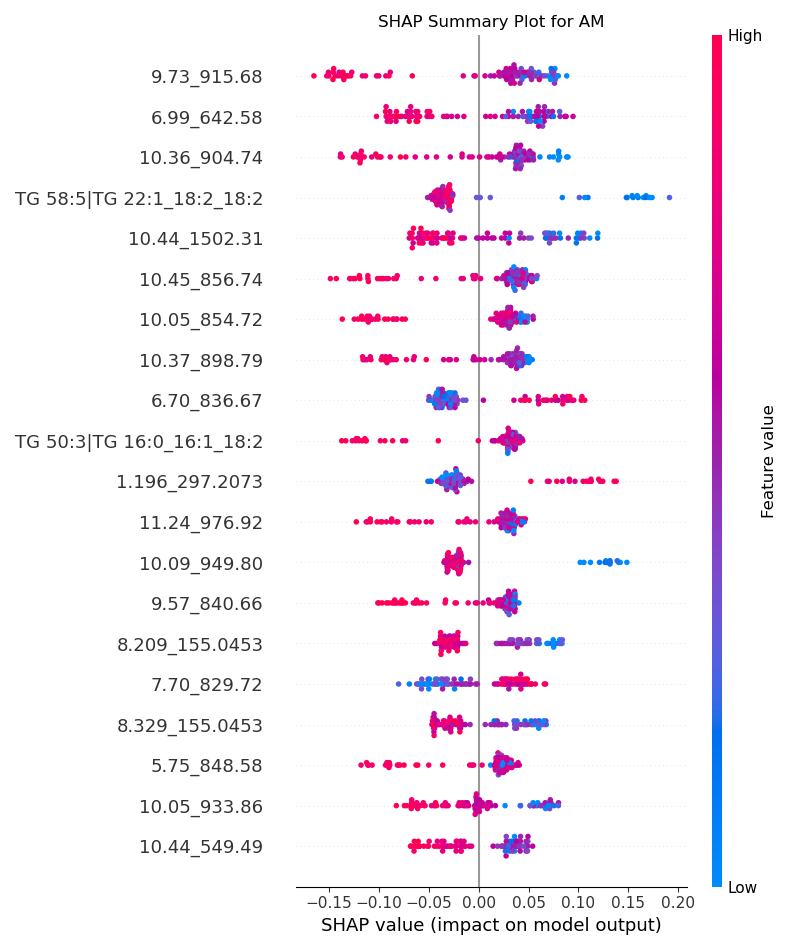 SHAP Summary Plot for AM
High
9.73_915.68
6.99_642.58
10.36_904.74
TG 58:5|TG 22:1_18:2_18:2
10.44_1502.31
10.45_856.74
10.05_854.72
10.37_898.79
6.70_836.67
TG 50:3|TG 16:0_16:1_18:2
1.196_297.2073
11.24_976.92
10.09_949.80
9.57_840.66
8.209_155.0453
7.70_829.72
8.329_155.0453
5.75_848.58
10.05_933.86
10.44_549.49
Feature value
Low
−0.15 −0.10 −0.05 0.00 0.05 0.10 0.15 0.20
SHAP value (impact on model output)